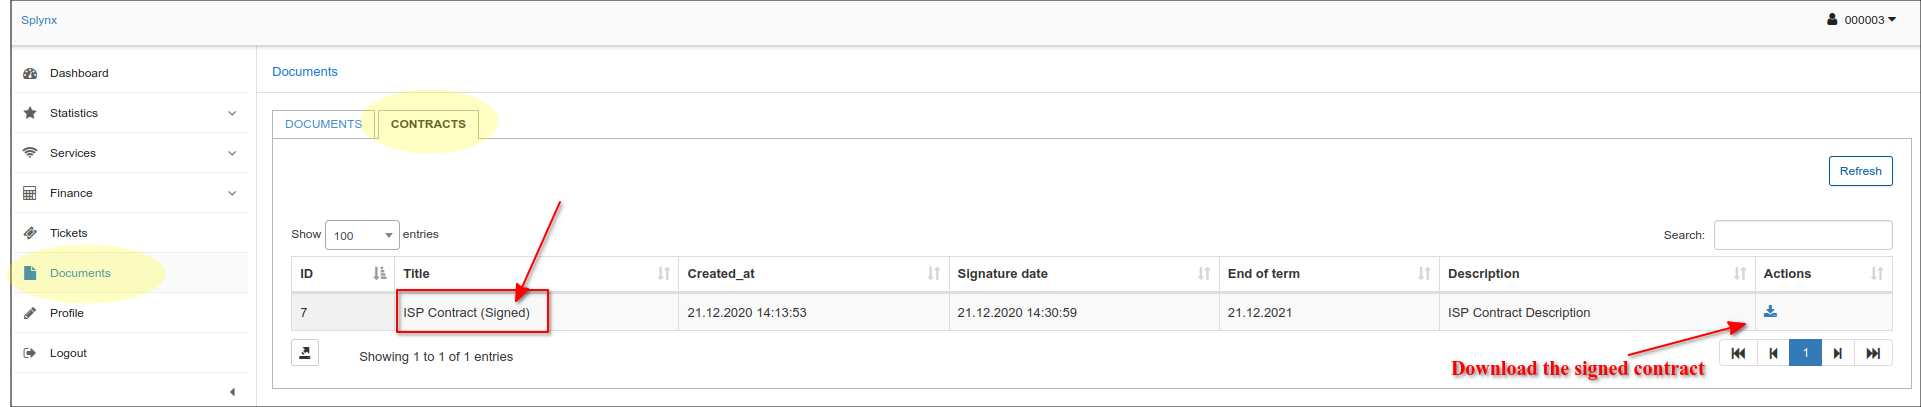 Splynx
000003
Dashboard
Statistics
Services
Finance
Tickets
Documents
Profile
Logout
Documents
DOCUMENTS CONTRACTS
Refresh
Show 100 entries
Search:
ID Title Created_at Signature date End of term Description Actions
7 ISP Contract (Signed) 21.12.2020 14:13:53 21.12.2020 14:30:59 21.12.2021 ISP Contract Description
Showing 1 to 1 of 1 entries
1
Download the signed contract